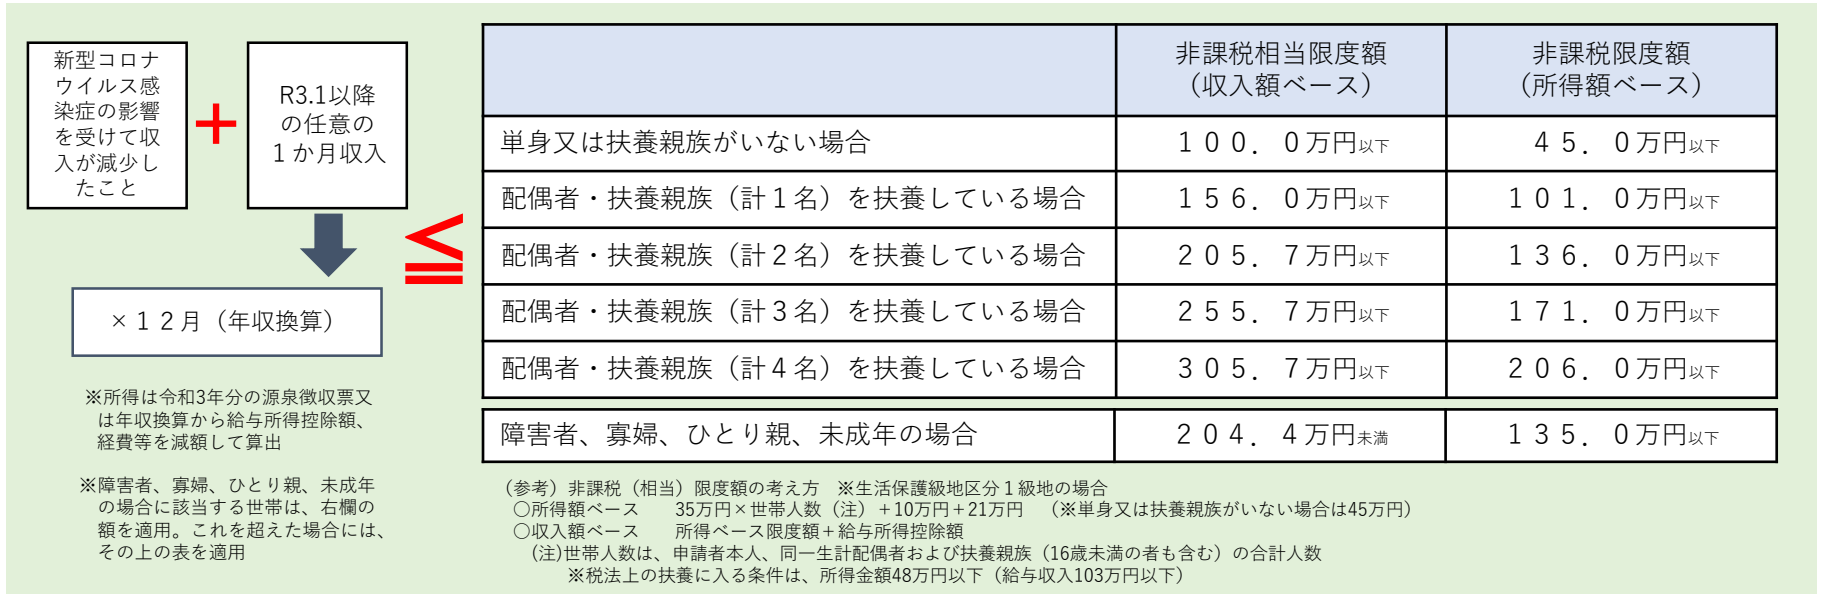 新型コロナ
ウイルス感
染症の影響
を受けて収
入が減少し
たこと
+
R3.1以降
の任意の
１か月収入
×１２月（年収換算）
≦
※所得は令和3年分の源泉徴収票又
は年収換算から給与所得控除額、
経費等を減額して算出
※障害者、寡婦、ひとり親、未成年
の場合に該当する世帯は、右欄の
額を適用。これを超えた場合には、
その上の表を適用
非課税相当限度額
（収入額ベース）
非課税限度額
（所得額ベース）
単身又は扶養親族がいない場合 １００．０万円以下 ４５．０万円以下
配偶者・扶養親族（計１名）を扶養している場合 １５６．０万円以下 １０１．０万円以下
配偶者・扶養親族（計２名）を扶養している場合 ２０５．７万円以下 １３６．０万円以下
配偶者・扶養親族（計３名）を扶養している場合 ２５５．７万円以下 １７１．０万円以下
配偶者・扶養親族（計４名）を扶養している場合 ３０５．７万円以下 ２０６．０万円以下
障害者、寡婦、ひとり親、未成年の場合 ２０４．４万円未満 １３５．０万円以下
（参考）非課税（相当）限度額の考え方　※生活保護級地区分１級地の場合
○所得額ベース　　35万円×世帯人数（注）＋10万円＋21万円　（※単身又は扶養親族がいない場合は45万円）
○収入額ベース　　所得ベース限度額＋給与所得控除額
(注)世帯人数は、申請者本人、同一生計配偶者および扶養親族（16歳未満の者も含む）の合計人数
※税法上の扶養に入る条件は、所得金額48万円以下（給与収入103万円以下）